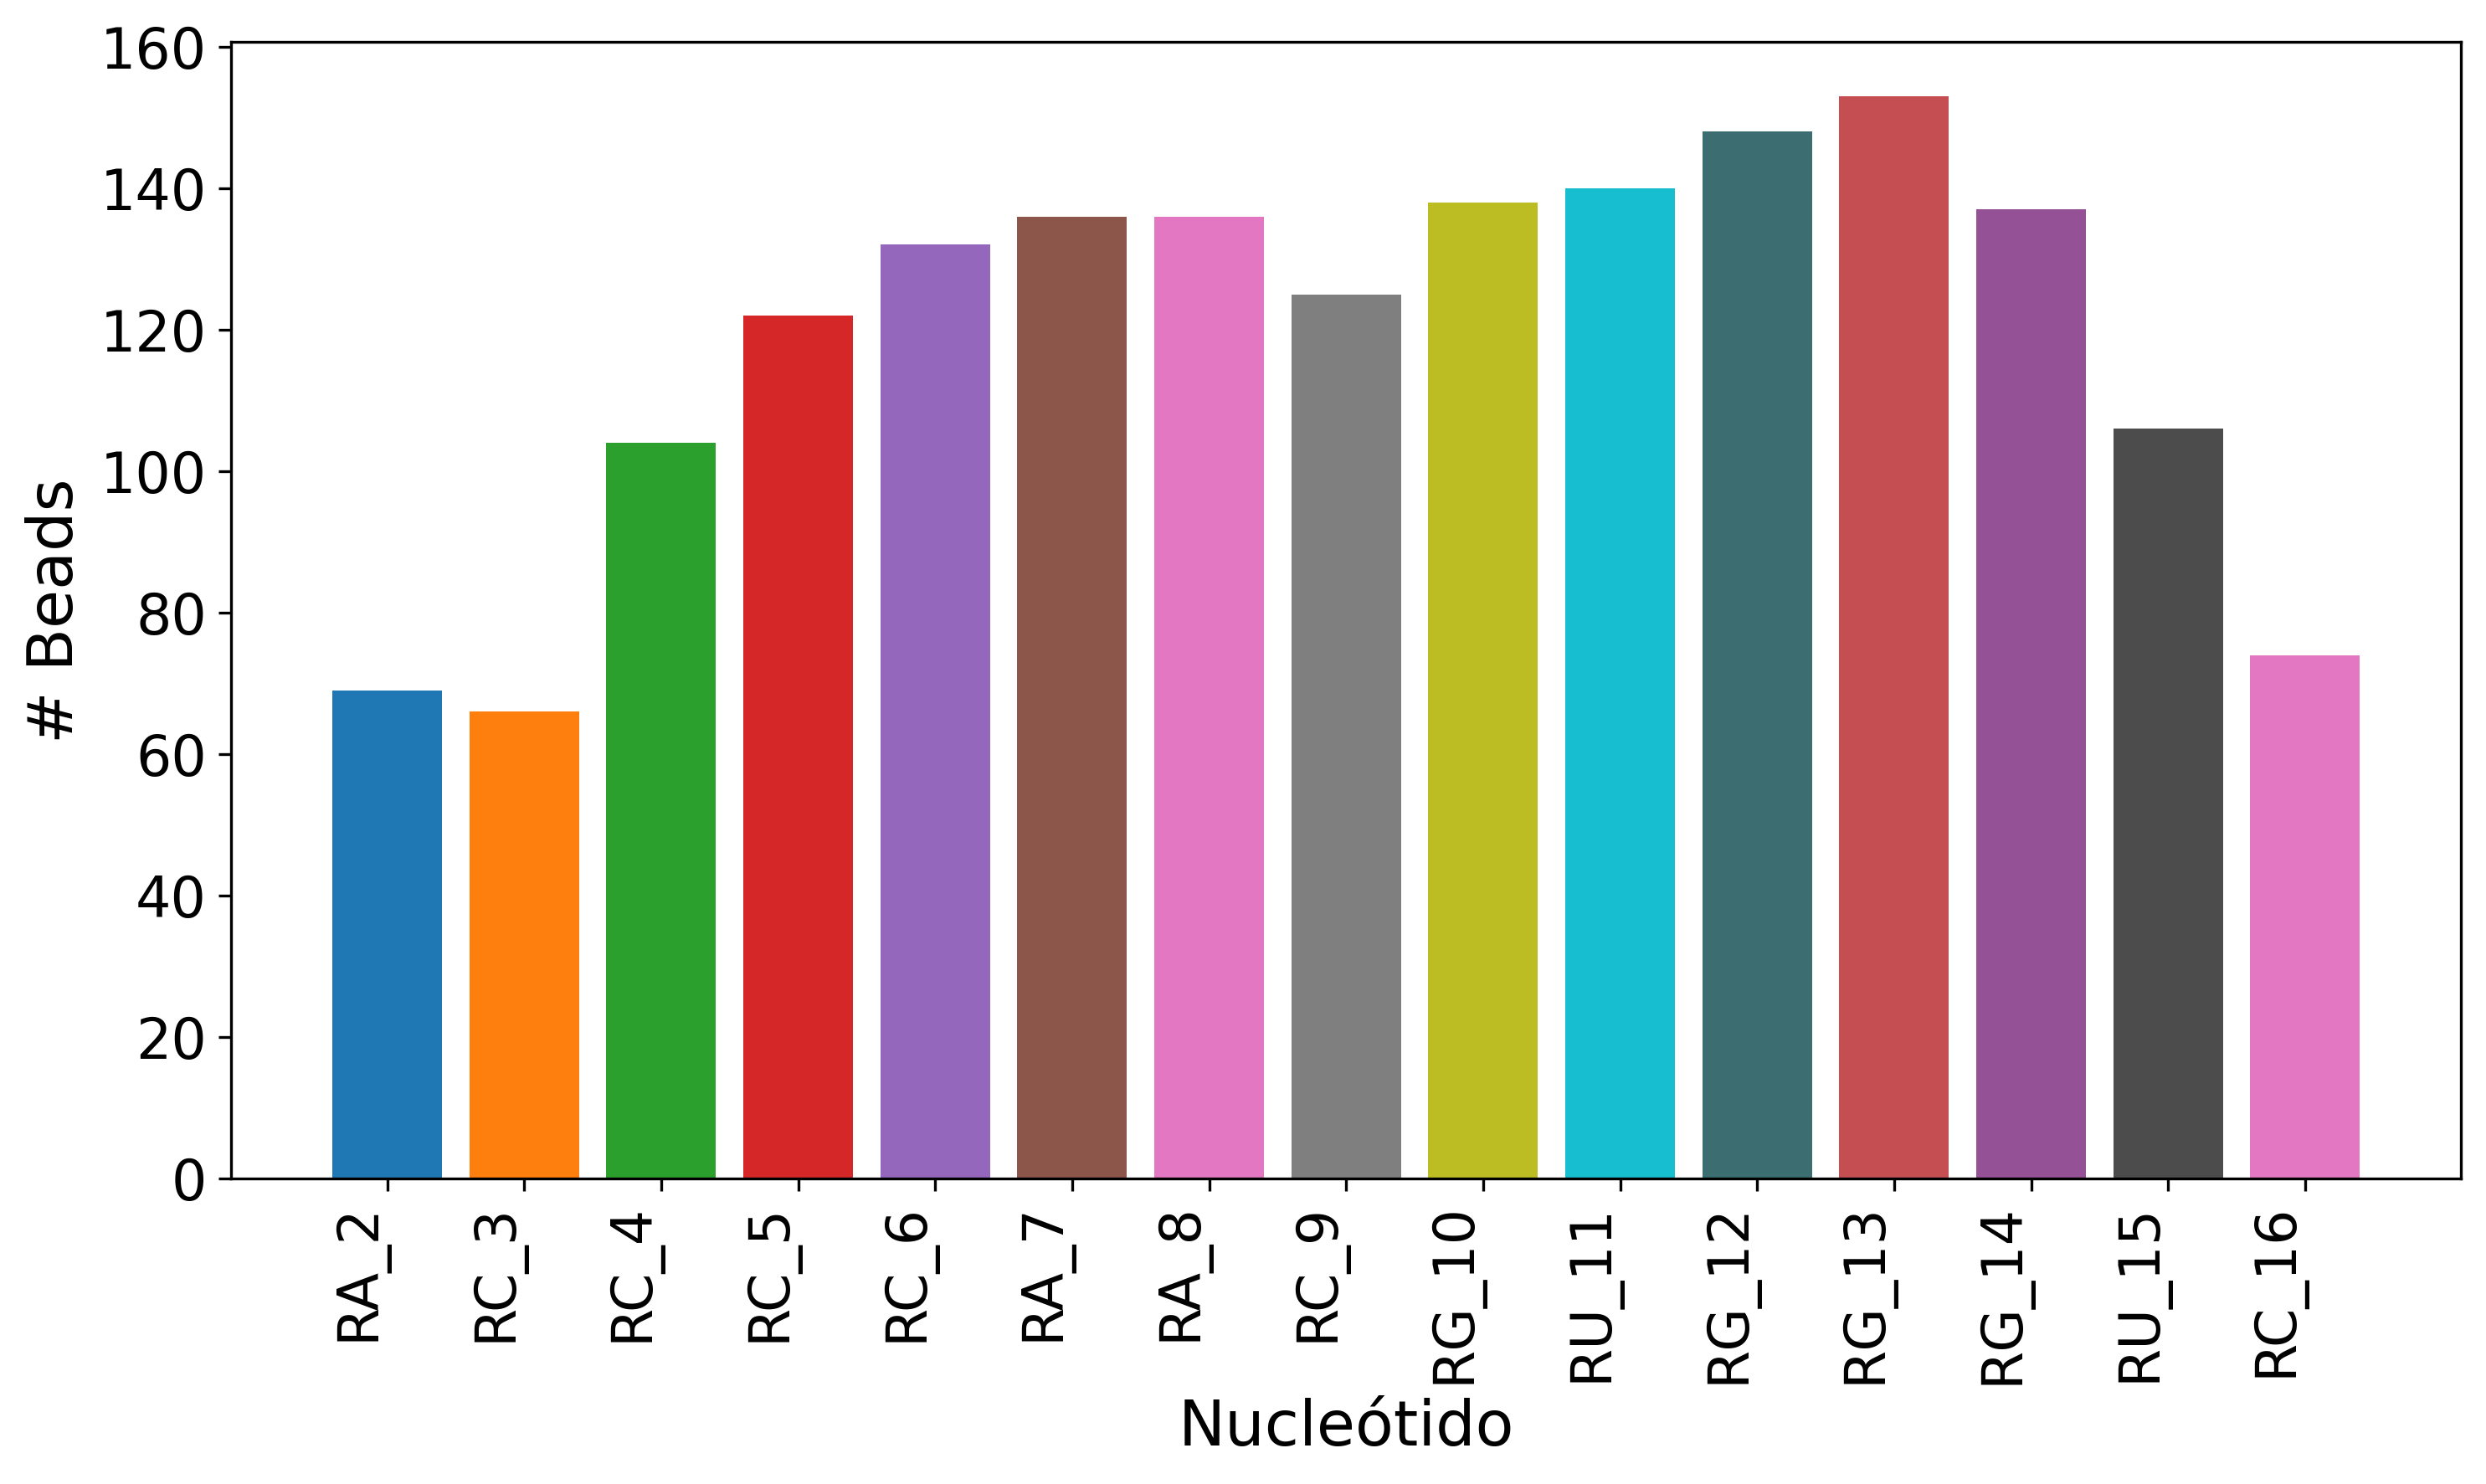 160
140
120
100
80
60
40
20
0
# Beads
RA_2
RC_3
RC_4
RC_5
RC_6
RA_7
RA_8
RC_9
RG_10
RU_11
RG_12
RG_13
RG_14
RU_15
RC_16
Nucleótido